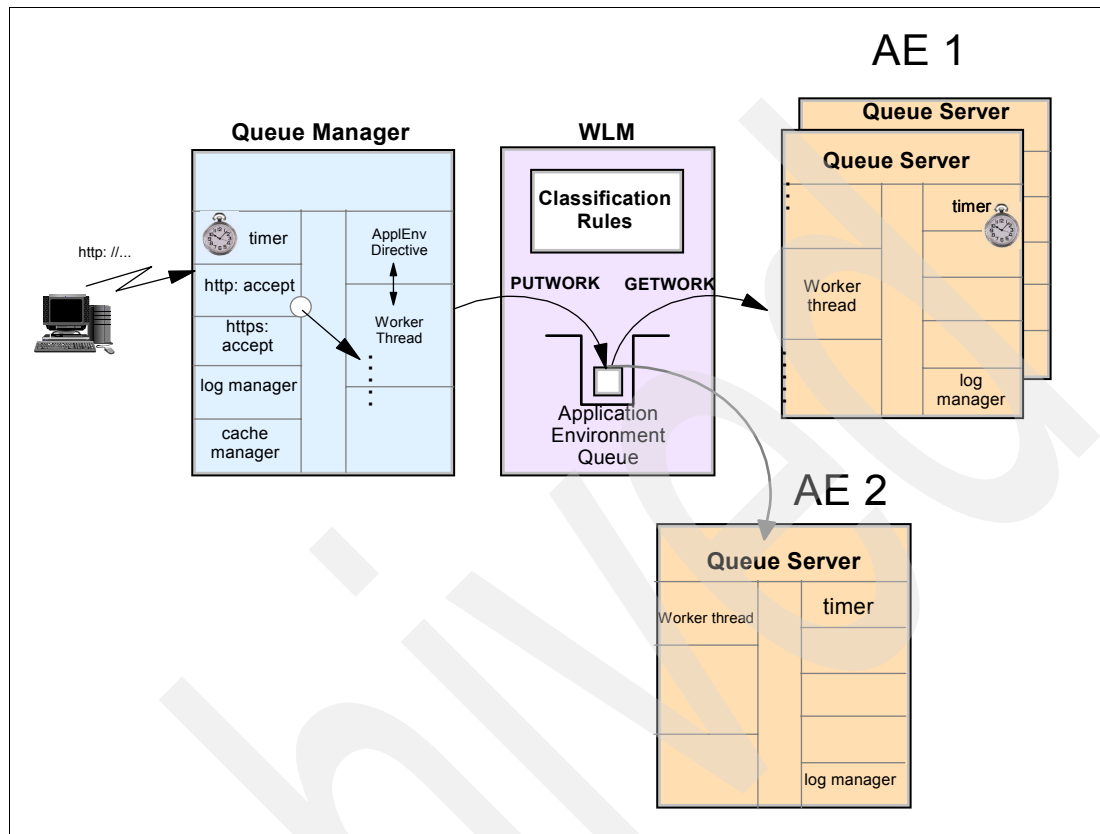 AE 1
Queue Server
Queue Manager
WLM
Queue Server
Classification
Rules
timer
ApplEnv
Directive
timer
http: //...
http: accept
PUTWORK
GETWORK
Worker
thread
https:
accept
Worker
Thread
log manager
log
manager
Application
Environment
Queue
cache
manager
AE 2
Queue Server
Worker thread
timer
log manager